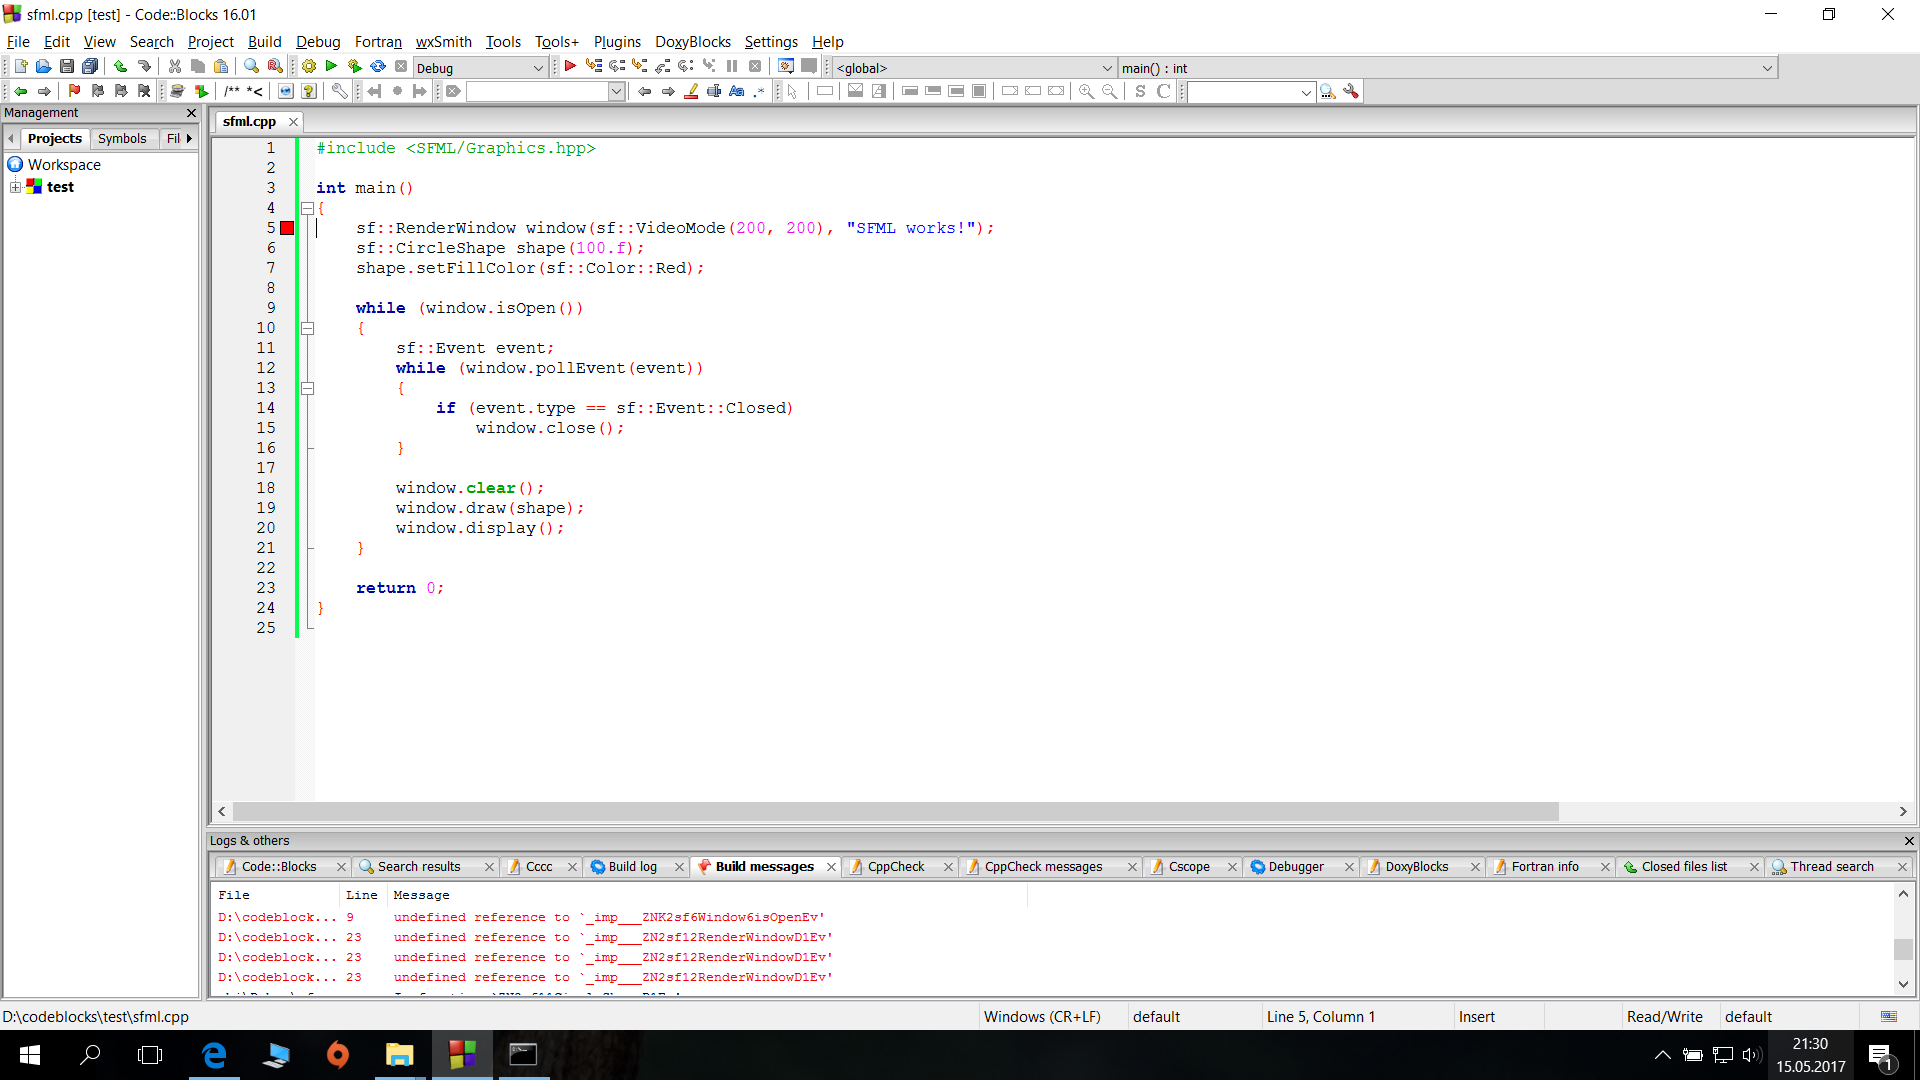 sfml.cpp [test] - Code::Blocks 16.01
File Edit View Search Project Build Debug Fortran wxSmith Tools Tools+ Plugins DoxyBlocks Settings Help
Debug <global> main() : int
/** *< Aa .* S C
Management
Projects Symbols Fil
Workspace
test
sfml.cpp
1 #include <SFML/Graphics.hpp>
2
3 int main()
4 {
5 sf::RenderWindow window(sf::VideoMode(200, 200), "SFML works!");
6 sf::CircleShape shape(100.f);
7 shape.setFillColor(sf::Color::Red);
8
9 while (window.isOpen())
10 {
11 sf::Event event;
12 while (window.pollEvent(event))
13 {
14 if (event.type == sf::Event::Closed)
15 window.close();
16 }
17
18 window.clear();
19 window.draw(shape);
20 window.display();
21 }
22
23 return 0;
24 }
25
Logs & others
Code::Blocks Search results Cccc Build log Build messages CppCheck CppCheck messages Cscope Debugger DoxyBlocks Fortran info Closed files list Thread search
File Line Message
D:\codeblock... 9 undefined reference to `_imp___ZNK2sf6Window6isOpenEv'
D:\codeblock... 23 undefined reference to `_imp___ZN2sf12RenderWindowD1Ev'
D:\codeblock... 23 undefined reference to `_imp___ZN2sf12RenderWindowD1Ev'
D:\codeblock... 23 undefined reference to `_imp___ZN2sf12RenderWindowD1Ev'
D:\codeblocks\test\sfml.cpp Windows (CR+LF) default Line 5, Column 1 Insert Read/Write default
21:30
15.05.2017
1